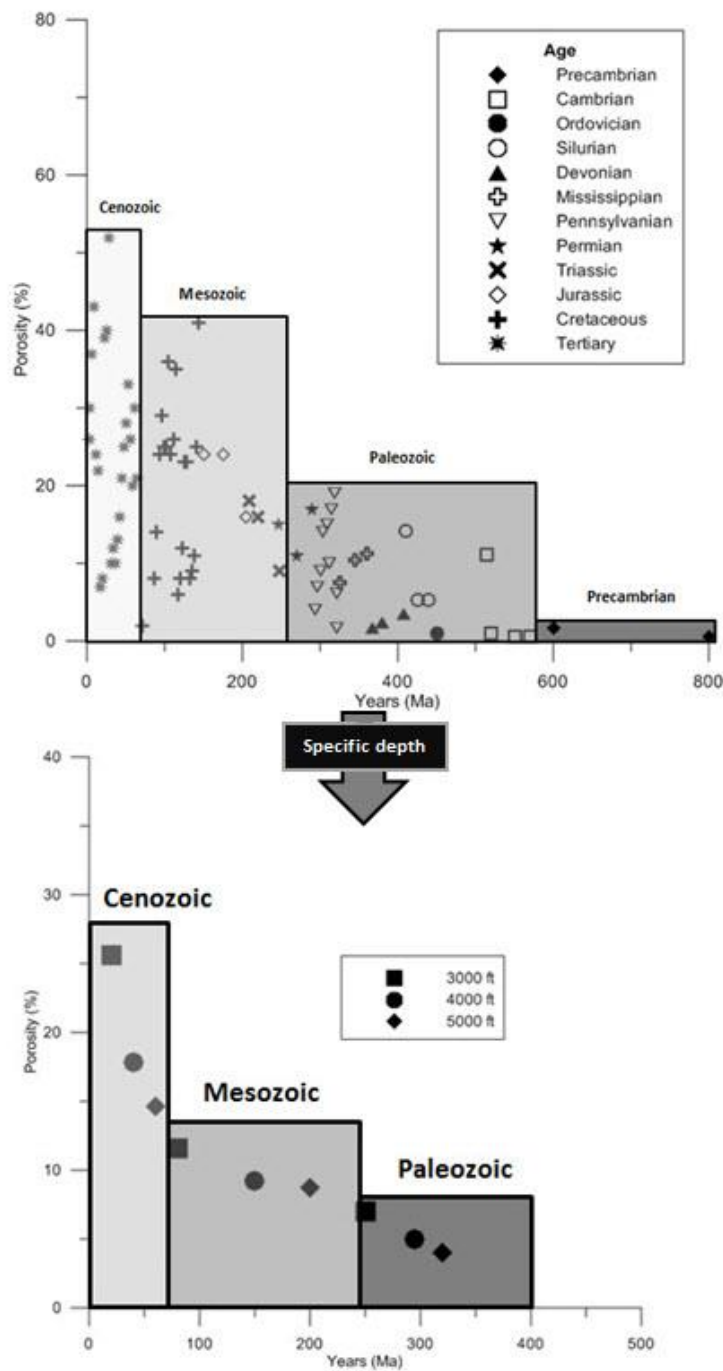 80
Age
Precambrian
Cambrian
Ordovician
Silurian
Devonian
Mississippian
Pennsylvanian
Permian
Triassic
Jurassic
Cretaceous
Tertiary
60
Cenozoic
Mesozoic
Porosity (%)
40
Paleozoic
20
Precambrian
0
0 200 400 600 800
Years (Ma)
Specific depth
40
30
Cenozoic
3000 ft
4000 ft
5000 ft
Porosity (%)
20
Mesozoic
10
Paleozoic
0
0 100 200 300 400 500
Years (Ma)